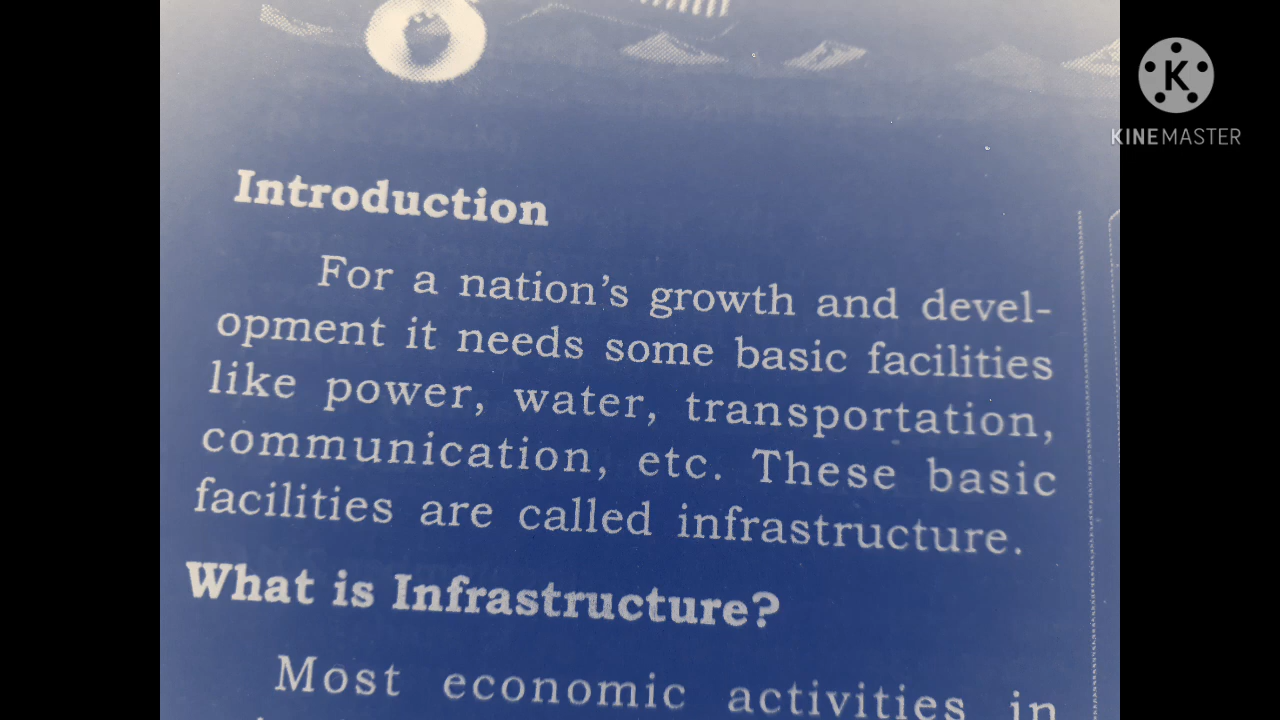 KINEMASTER
Introduction
For a nation's growth and devel-
opment it needs some basic facilities
like power, water, transportation,
communication, etc. These basic
facilities are called infrastructure.
What is Infrastructure?
Most economic activities in